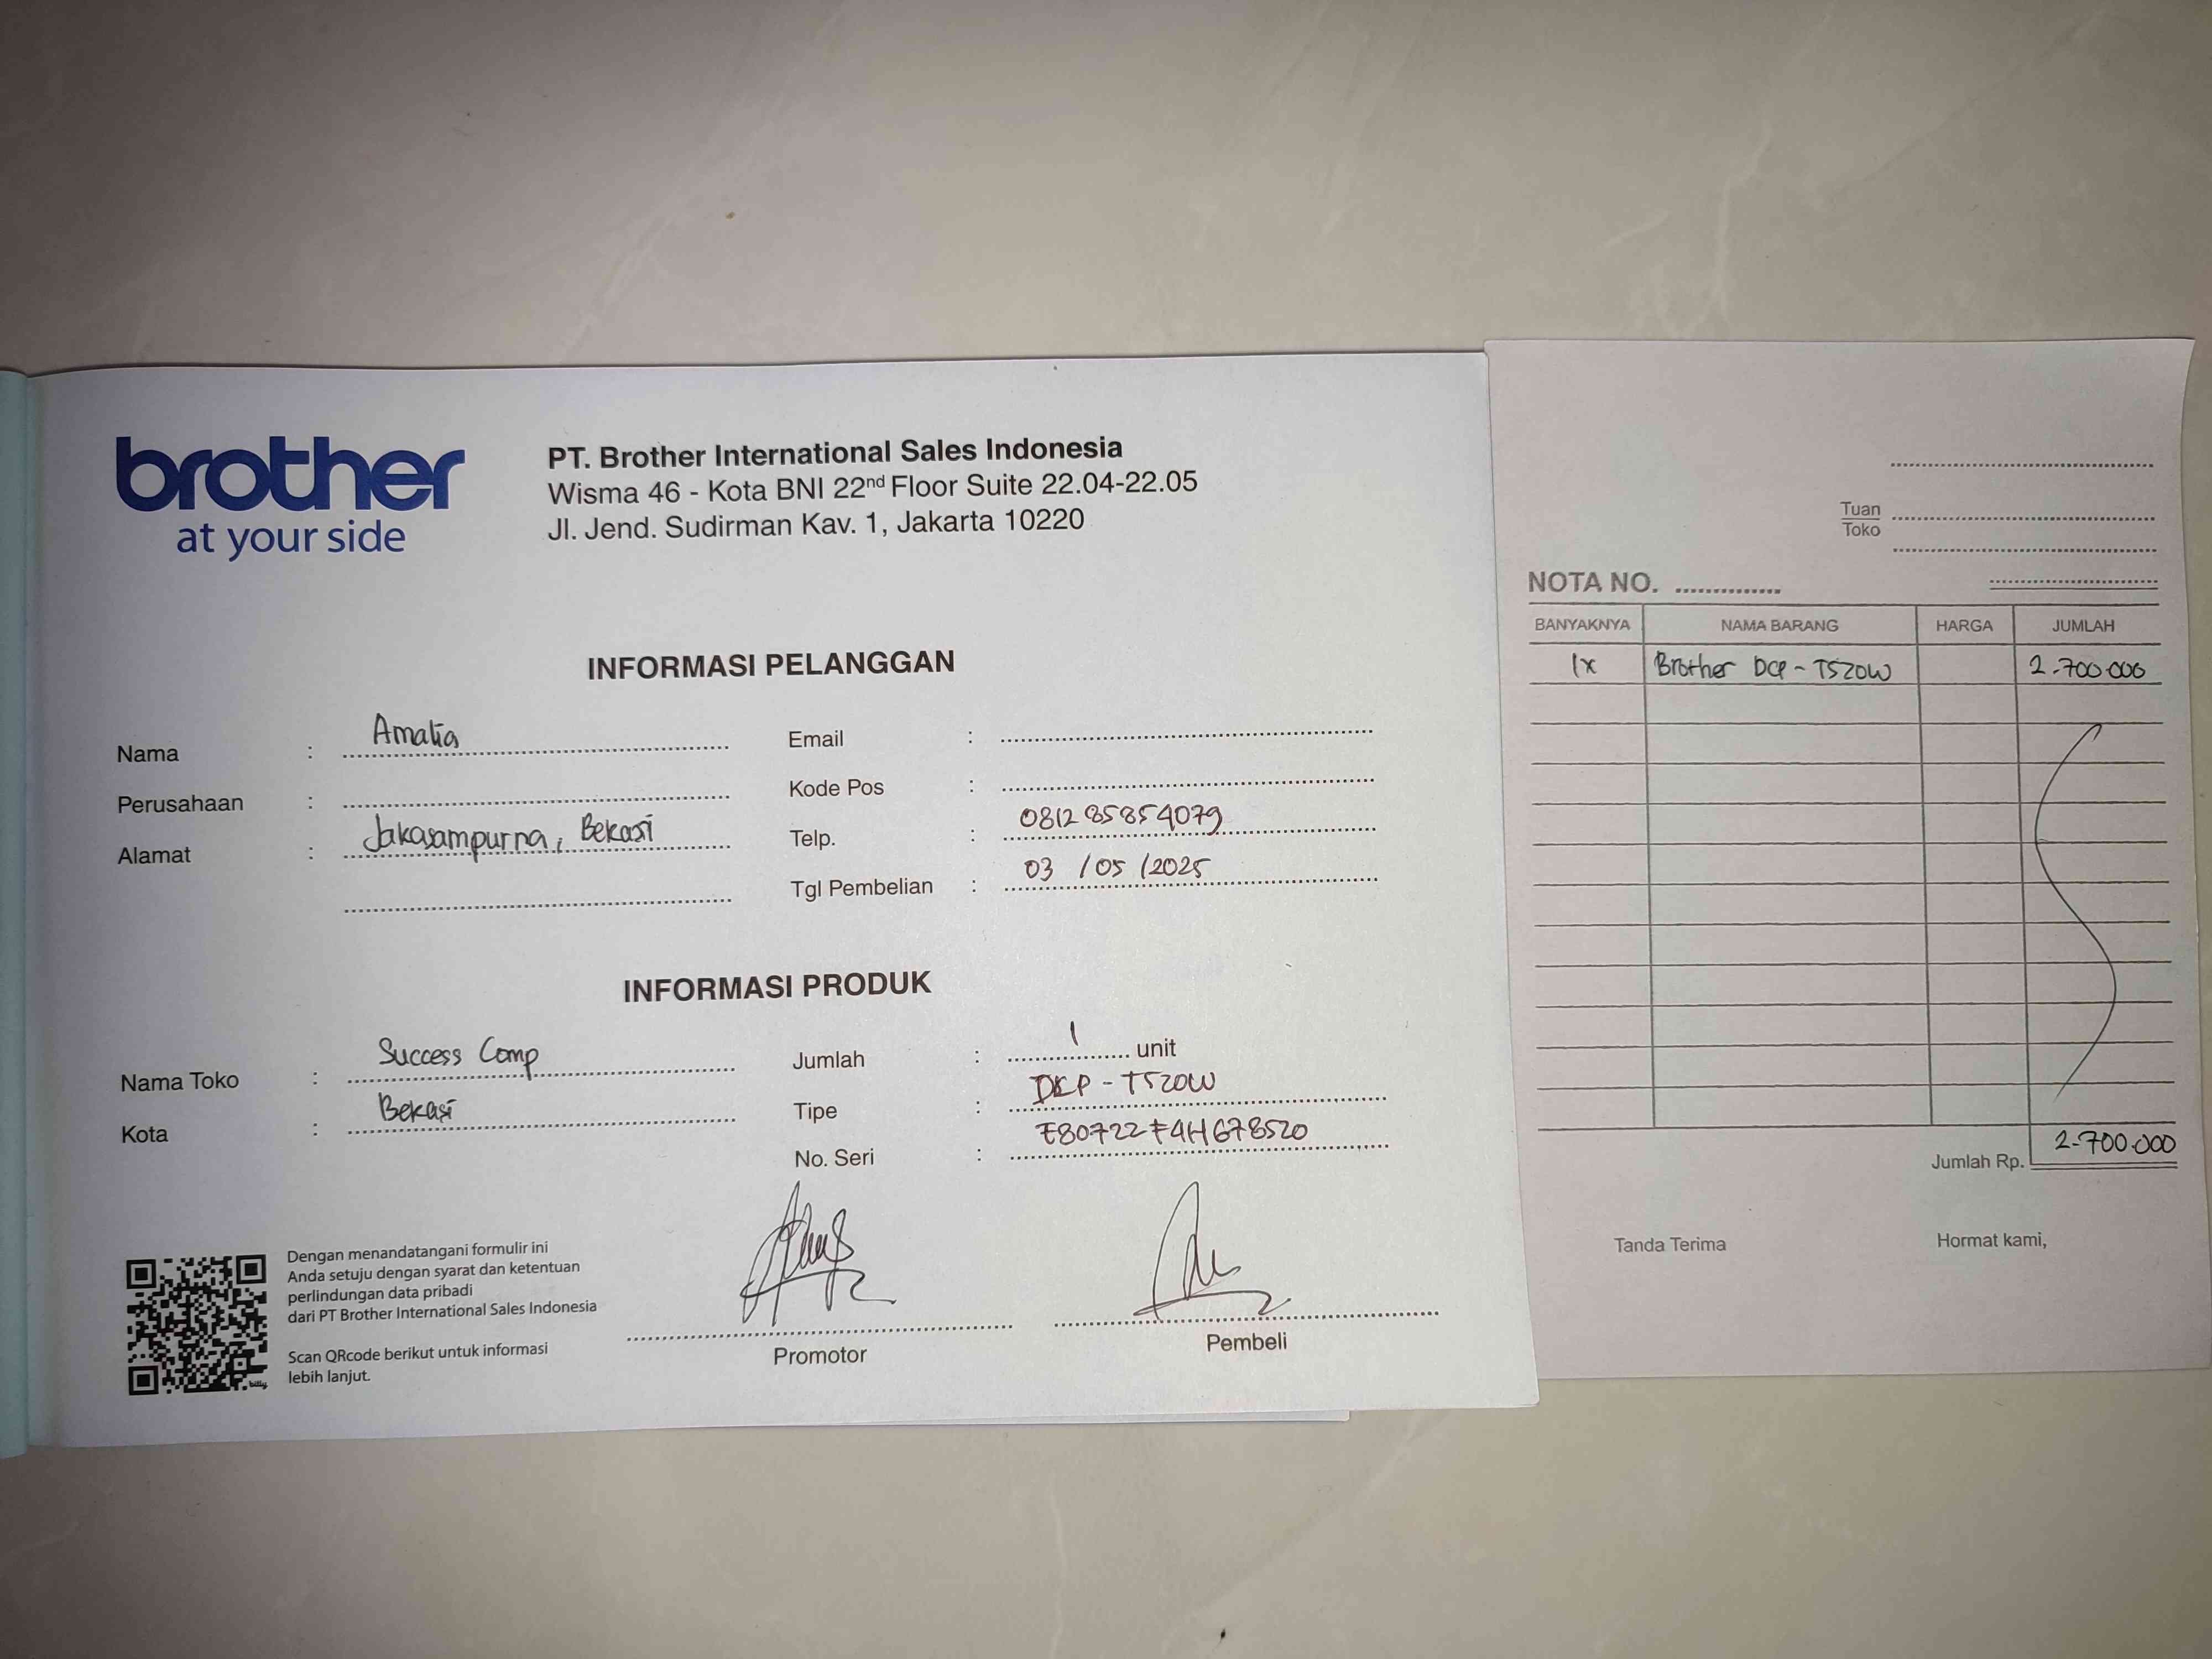 brother
at your side
PT. Brother International Sales Indonesia
Wisma 46 - Kota BNI 22nd Floor Suite 22.04-22.05
Jl. Jend. Sudirman Kav. 1, Jakarta 10220
INFORMASI PELANGGAN
Nama : Amalia
Perusahaan :
Alamat : Jakasampurna, Bekasi
Email :
Kode Pos :
Telp. : 081285854079
Tgl Pembelian : 03 /05 /2025
INFORMASI PRODUK
Nama Toko : Success Comp
Kota : Bekasi
Jumlah : 1 unit
Tipe : DCP - T520W
No. Seri : E80722F4H678520
Dengan menandatangani formulir ini
Anda setuju dengan syarat dan ketentuan
perlindungan data pribadi
dari PT Brother International Sales Indonesia
Scan QRcode berikut untuk informasi
lebih lanjut.
bitly
Promotor
Pembeli
Tuan
Toko
NOTA NO.
BANYAKNYA NAMA BARANG HARGA JUMLAH
1x Brother DCP - T520W 2.700.000
Jumlah Rp. 2.700.000
Tanda Terima Hormat kami,